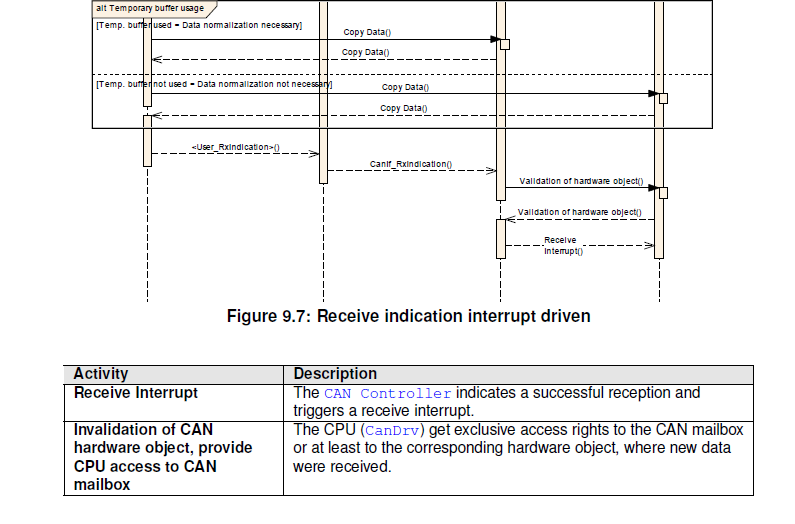 alt Temporary buffer usage
[Temp. buffer used = Data normalization necessary]
Copy Data()
Copy Data()
[Temp. buffer not used = Data normalization not necessary]
Copy Data()
Copy Data()
<User_RxIndication>()
CanIf_RxIndication()
Validation of hardware object()
Validation of hardware object()
Receive
Interrupt()
Figure 9.7: Receive indication interrupt driven
Activity Description
Receive Interrupt The CAN Controller indicates a successful reception and
triggers a receive interrupt.
Invalidation of CAN The CPU (CanDrv) get exclusive access rights to the CAN mailbox
hardware object, provide or at least to the corresponding hardware object, where new data
CPU access to CAN were received.
mailbox